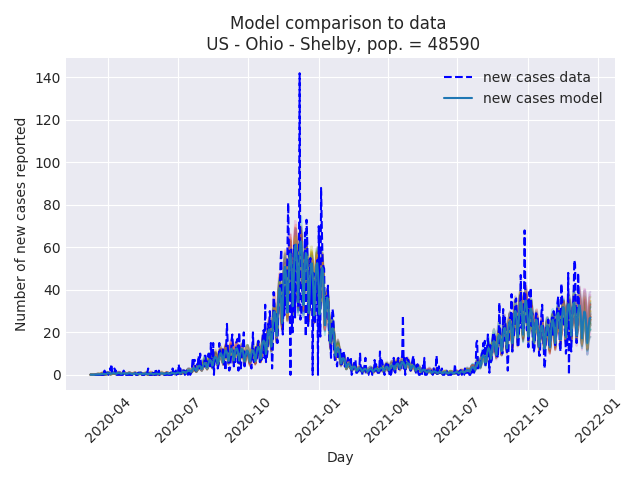 Model comparison to data
US - Ohio - Shelby, pop. = 48590
new cases data
new cases model
Number of new cases reported
140
120
100
80
60
40
20
0
2020-04
2020-07
2020-10
2021-01
2021-04
2021-07
2021-10
2022-01
Day